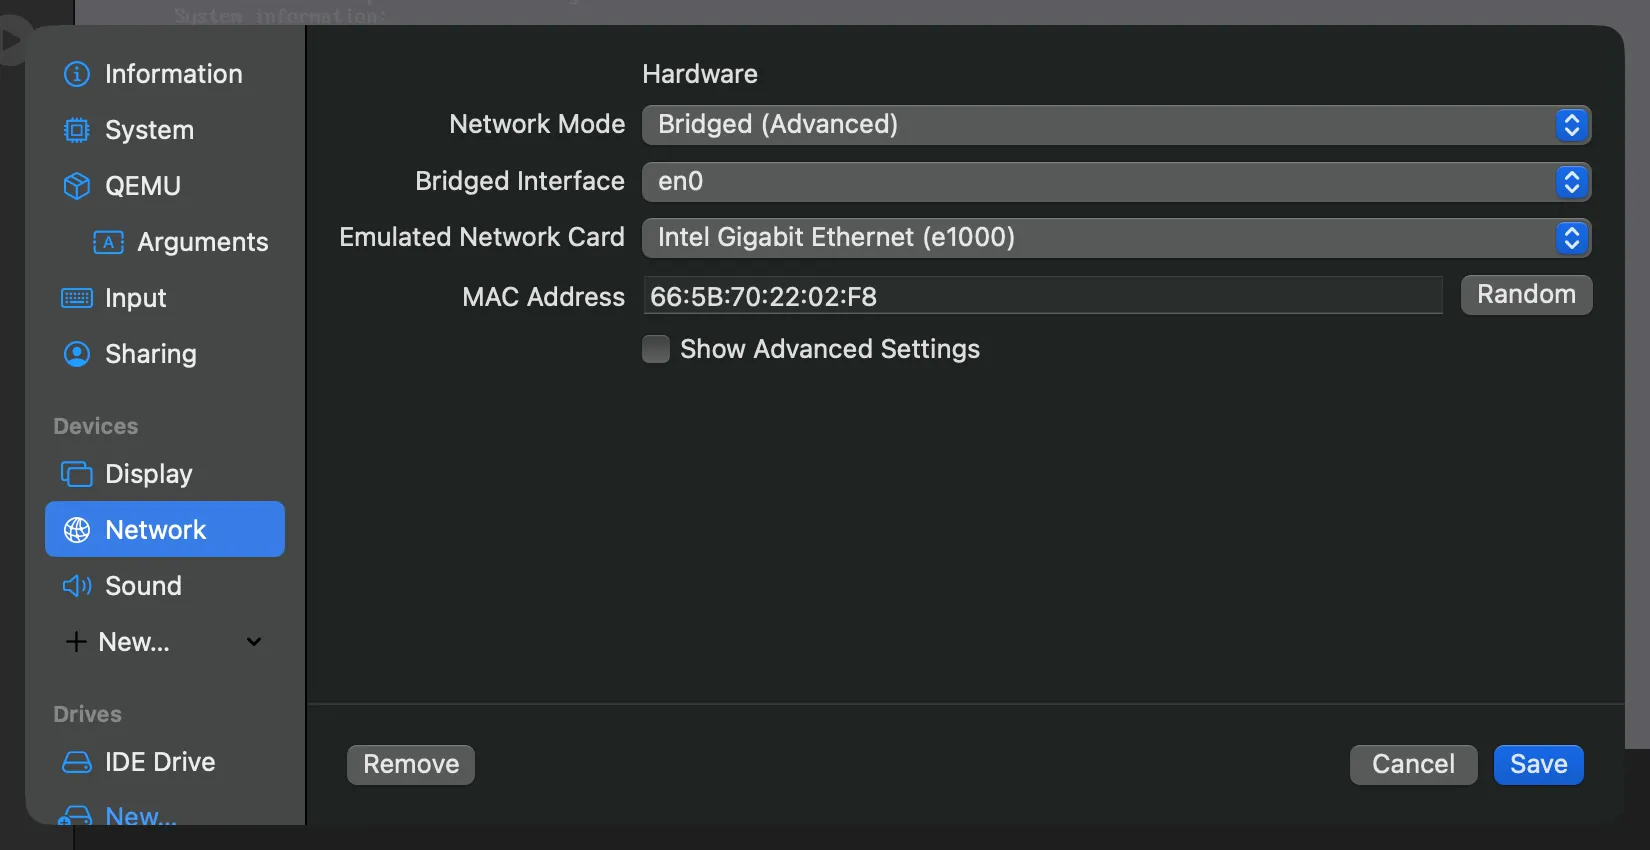 System information:
Information
System
QEMU
A
Arguments
Input
Sharing
Devices
Display
Network
Sound
New...
Drives
IDE Drive
New...
Hardware
Network Mode
Bridged (Advanced)
Bridged Interface
en0
Emulated Network Card
Intel Gigabit Ethernet (e1000)
MAC Address
66:5B:70:22:02:F8
Random
Show Advanced Settings
Remove
Cancel
Save